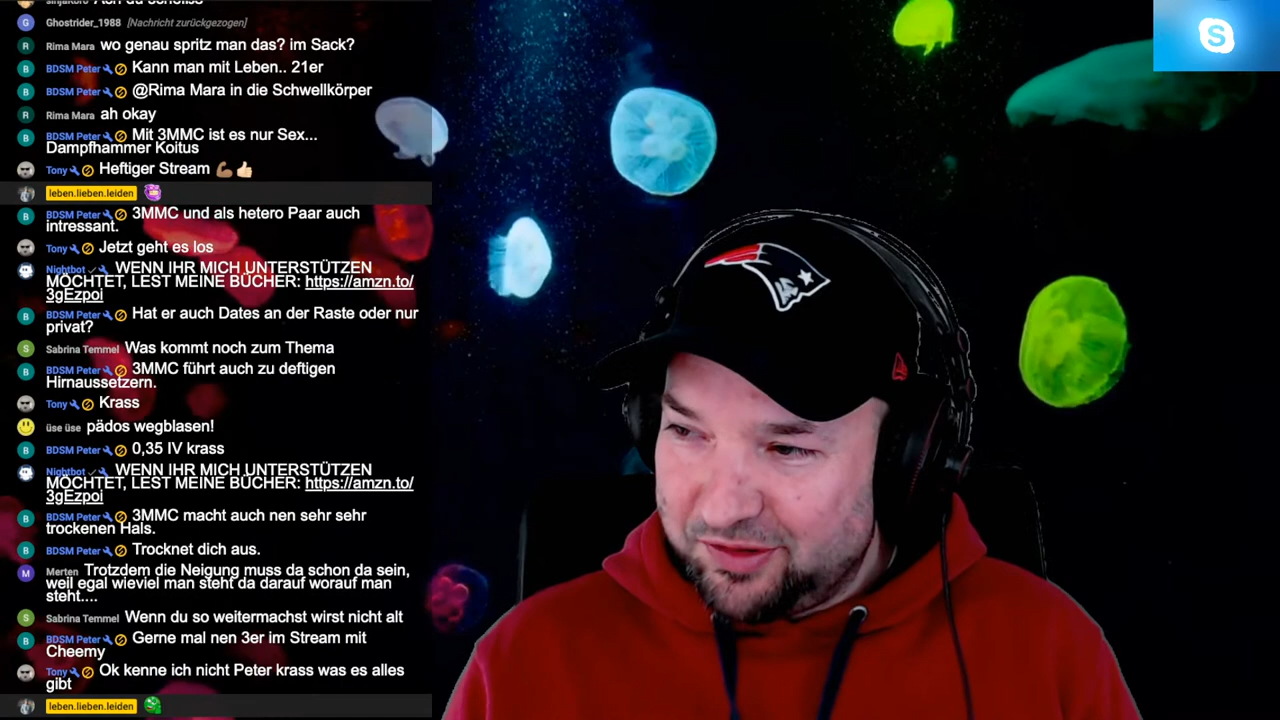 Ghostrider_1988 [Nachricht zurückgezogen]
Rima Mara wo genau spritz man das? im Sack?
BDSM Peter Kann man mit Leben.. 21er
BDSM Peter @Rima Mara in die Schwellkörper
Rima Mara ah okay
BDSM Peter Mit 3MMC ist es nur Sex...
Dampfhammer Koitus
Tony Heftiger Stream 💪🏽👍🏼
leben.lieben.leiden
BDSM Peter 3MMC und als hetero Paar auch
intressant.
Tony Jetzt geht es los
Nightbot WENN IHR MICH UNTERSTÜTZEN
MÖCHTET, LEST MEINE BÜCHER: https://amzn.to/
3gEzpoi
BDSM Peter Hat er auch Dates an der Raste oder nur
privat?
Sabrina Temmel Was kommt noch zum Thema
BDSM Peter 3MMC führt auch zu deftigen
Hirnaussetzern.
Tony Krass
üse üse pädos wegblasen!
BDSM Peter 0,35 IV krass
Nightbot WENN IHR MICH UNTERSTÜTZEN
MÖCHTET, LEST MEINE BÜCHER: https://amzn.to/
3gEzpoi
BDSM Peter 3MMC macht auch nen sehr sehr
trockenen Hals.
BDSM Peter Trocknet dich aus.
Merten Trotzdem die Neigung muss da schon da sein,
weil egal wieviel man steht da darauf worauf man
steht....
Sabrina Temmel Wenn du so weitermachst wirst nicht alt
BDSM Peter Gerne mal nen 3er im Stream mit
Cheemy
Tony Ok kenne ich nicht Peter krass was es alles
gibt
leben.lieben.leiden
S